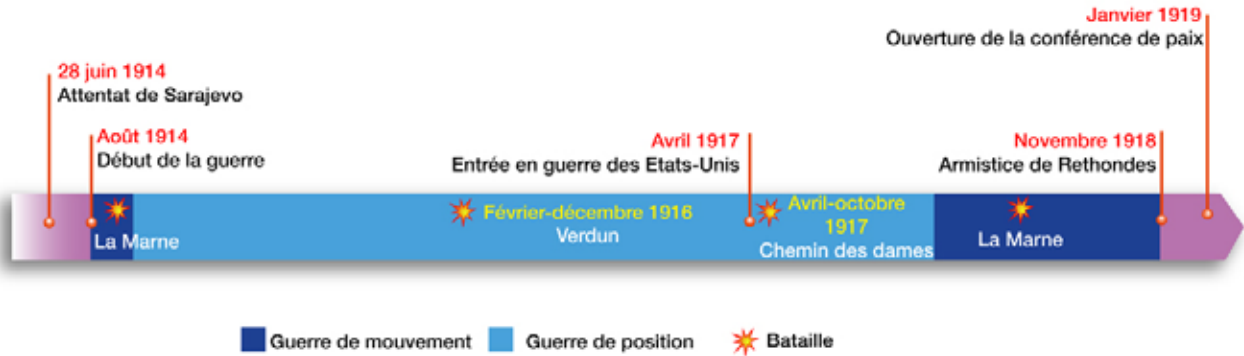 Janvier 1919
Ouverture de la conférence de paix
28 juin 1914
Attentat de Sarajevo
Août 1914
Début de la guerre
Avril 1917
Entrée en guerre des Etats-Unis
Novembre 1918
Armistice de Rethondes
La Marne
Février-décembre 1916
Verdun
Avril-octobre
1917
Chemin des dames
La Marne
Guerre de mouvement
Guerre de position
Bataille